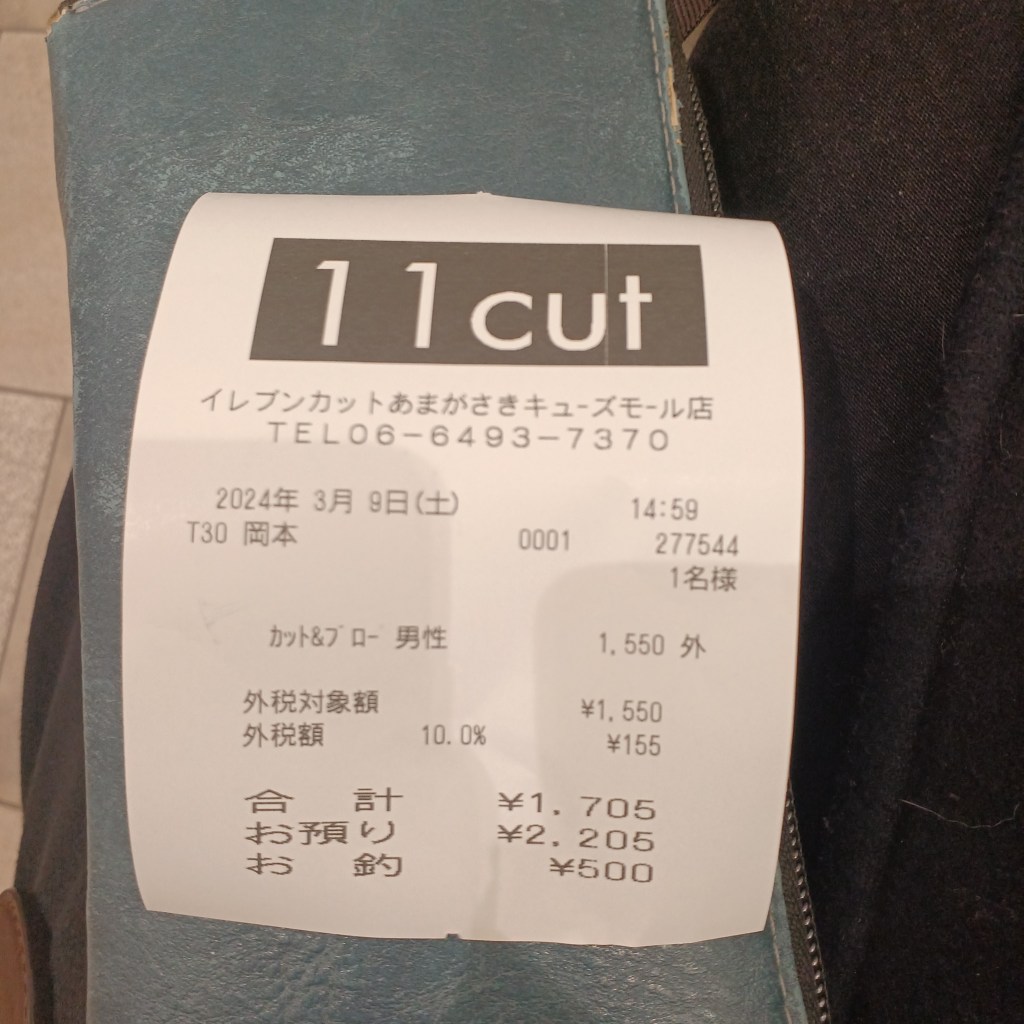 11cut
イレブンカットあまがさきキューズモール店
TEL06-6493-7370
2024年 3月 9日(土) 14:59
T30 岡本 0001 277544
1名様
ｶｯﾄ&ﾌﾞﾛｰ 男性 1,550 外
外税対象額 ¥1,550
外税額 10.0% ¥155
合計 ¥1,705
お預り ¥2,205
お釣 ¥500